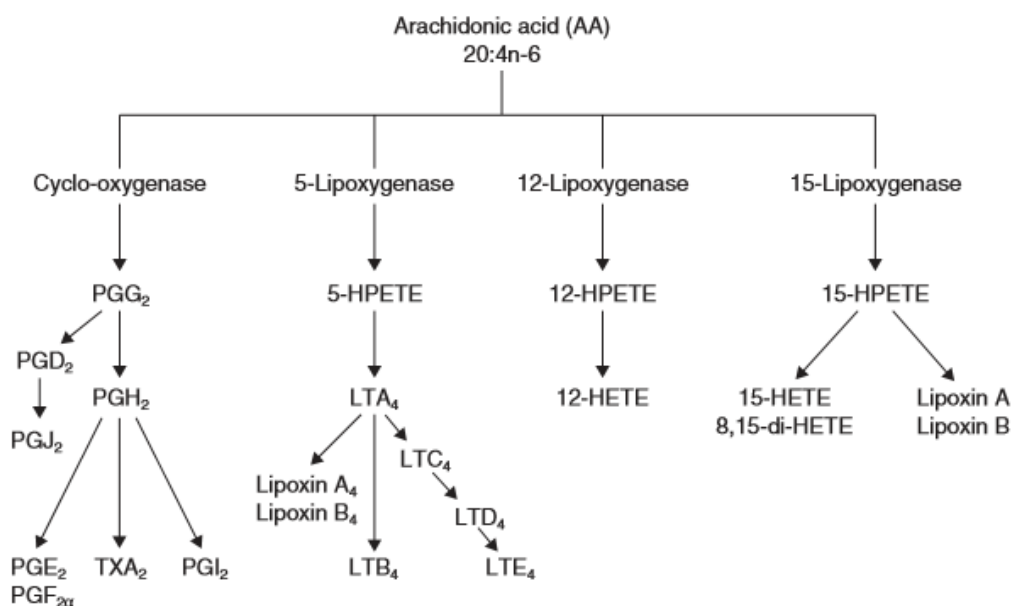 Arachidonic acid (AA)
20:4n-6
Cyclo-oxygenase
5-Lipoxygenase
12-Lipoxygenase
15-Lipoxygenase
PGG₂
5-HPETE
12-HPETE
15-HPETE
PGD₂
PGH₂
LTA₄
12-HETE
15-HETE
8,15-di-HETE
Lipoxin A
Lipoxin B
PGJ₂
LTC₄
Lipoxin A₄
Lipoxin B₄
LTD₄
PGE₂
PGF₂α
TXA₂
PGI₂
LTB₄
LTE₄